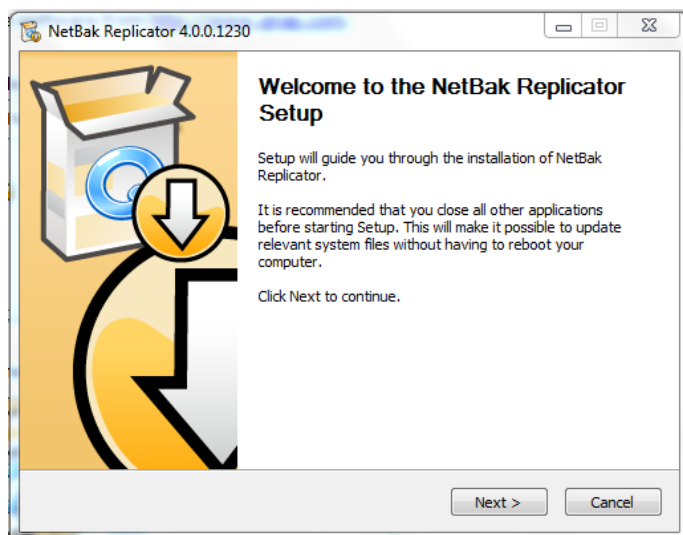 NetBak Replicator 4.0.0.1230
Welcome to the NetBak Replicator
Setup
Setup will guide you through the installation of NetBak
Replicator.
It is recommended that you close all other applications
before starting Setup. This will make it possible to update
relevant system files without having to reboot your
computer.
Click Next to continue.
Next >
Cancel